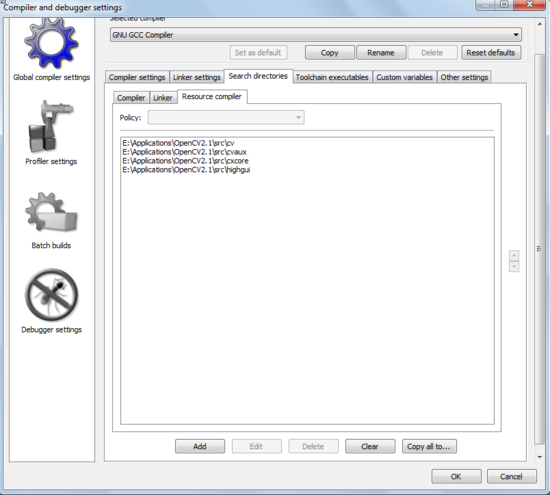 Compiler and debugger settings
Selected compiler
GNU GCC Compiler
Set as default Copy Rename Delete Reset defaults
Global compiler settings
Compiler settings Linker settings Search directories Toolchain executables Custom variables Other settings
Compiler Linker Resource compiler
Policy:
E:\Applications\OpenCV2.1\src\cv
E:\Applications\OpenCV2.1\src\cvaux
E:\Applications\OpenCV2.1\src\cxcore
E:\Applications\OpenCV2.1\src\highgui
Profiler settings
Batch builds
Debugger settings
Add Edit Delete Clear Copy all to...
OK Cancel